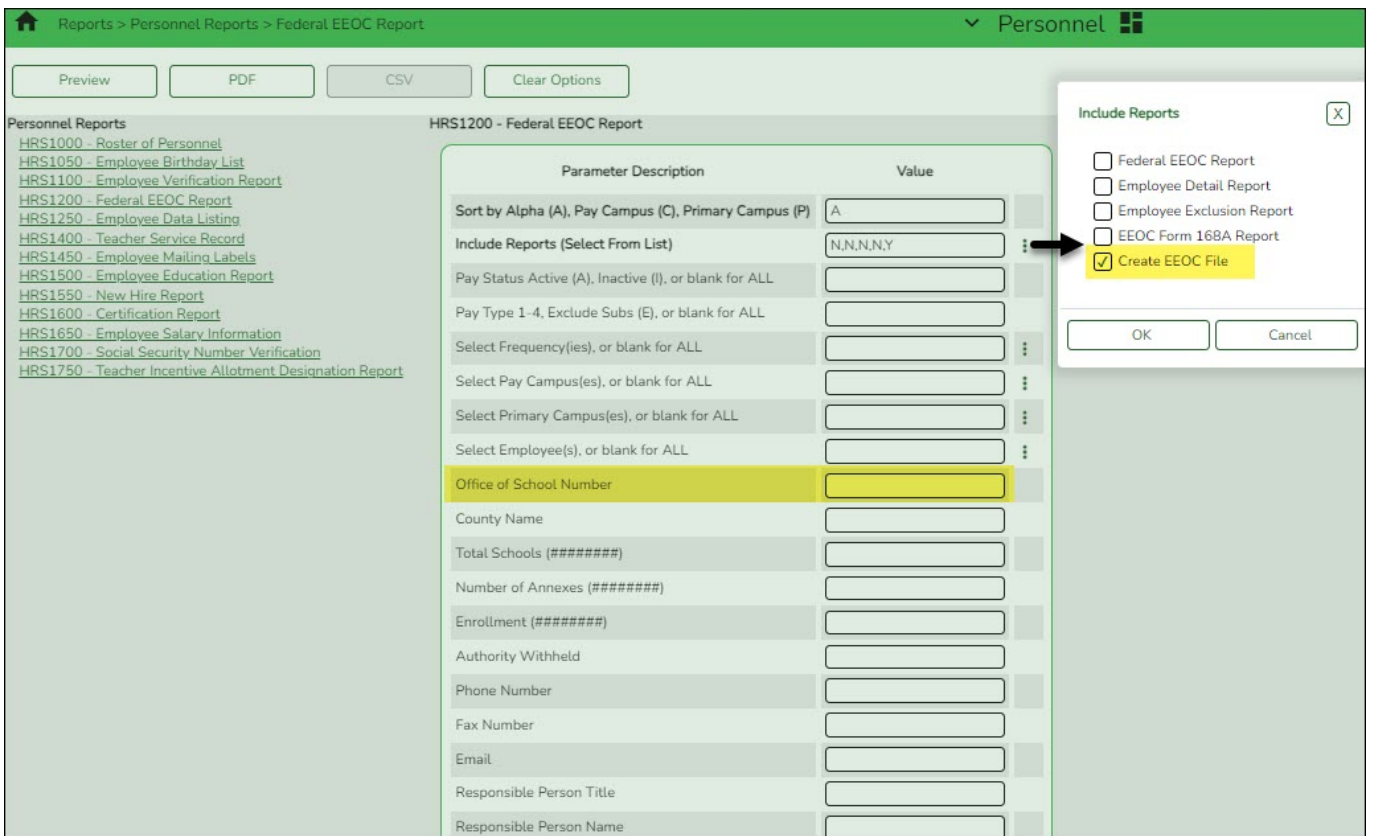 Reports > Personnel Reports > Federal EEOC Report
Personnel
Preview
PDF
CSV
Clear Options
Personnel Reports
HRS1000 - Roster of Personnel
HRS1050 - Employee Birthday List
HRS1100 - Employee Verification Report
HRS1200 - Federal EEOC Report
HRS1250 - Employee Data Listing
HRS1400 - Teacher Service Record
HRS1450 - Employee Mailing Labels
HRS1500 - Employee Education Report
HRS1550 - New Hire Report
HRS1600 - Certification Report
HRS1650 - Employee Salary Information
HRS1700 - Social Security Number Verification
HRS1750 - Teacher Incentive Allotment Designation Report
HRS1200 - Federal EEOC Report
Parameter Description Value
Sort by Alpha (A), Pay Campus (C), Primary Campus (P) A
Include Reports (Select From List) N,N,N,N,Y
Pay Status Active (A), Inactive (I), or blank for ALL
Pay Type 1-4, Exclude Subs (E), or blank for ALL
Select Frequency(ies), or blank for ALL
Select Pay Campus(es), or blank for ALL
Select Primary Campus(es), or blank for ALL
Select Employee(s), or blank for ALL
Office of School Number
County Name
Total Schools (########)
Number of Annexes (########)
Enrollment (########)
Authority Withheld
Phone Number
Fax Number
Email
Responsible Person Title
Responsible Person Name
Include Reports X
Federal EEOC Report
Employee Detail Report
Employee Exclusion Report
EEOC Form 168A Report
Create EEOC File
OK
Cancel